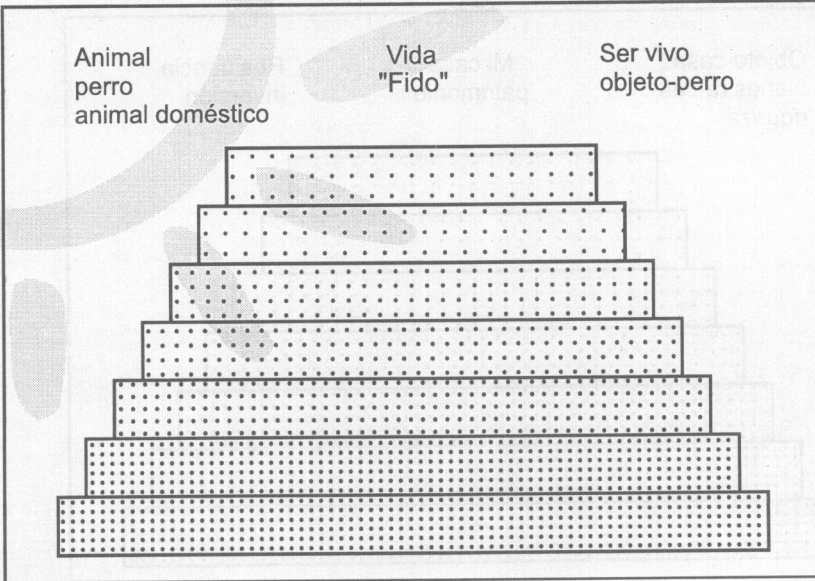 Animal
perro
animal doméstico
Vida
"Fido"
Ser vivo
objeto-perro